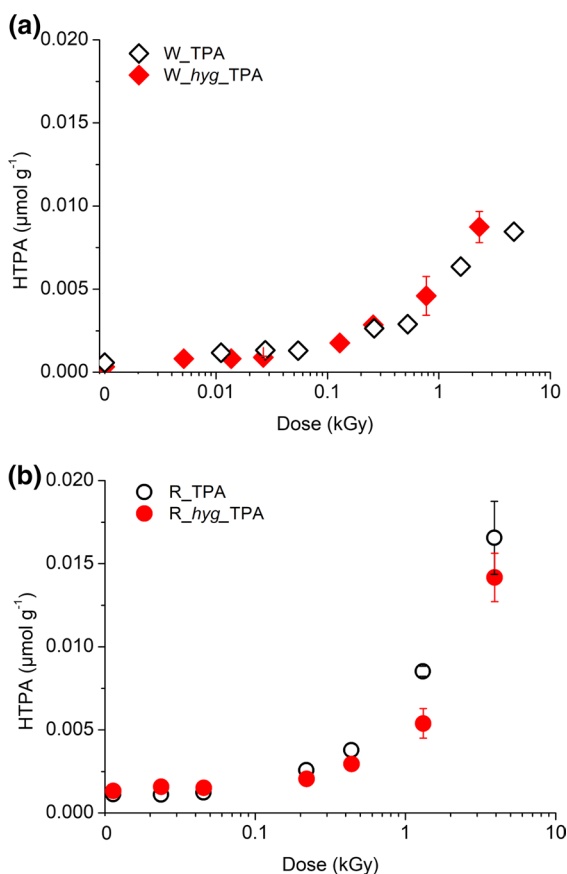 (a)
0.020
W_TPA
W_hyg_TPA
0.015
HTPA (µmol g⁻¹)
0.010
0.005
0.000
0 0.01 0.1 1 10
Dose (kGy)
(b)
0.020
R_TPA
R_hyg_TPA
0.015
HTPA (µmol g⁻¹)
0.010
0.005
0.000
0.1 1 10
Dose (kGy)